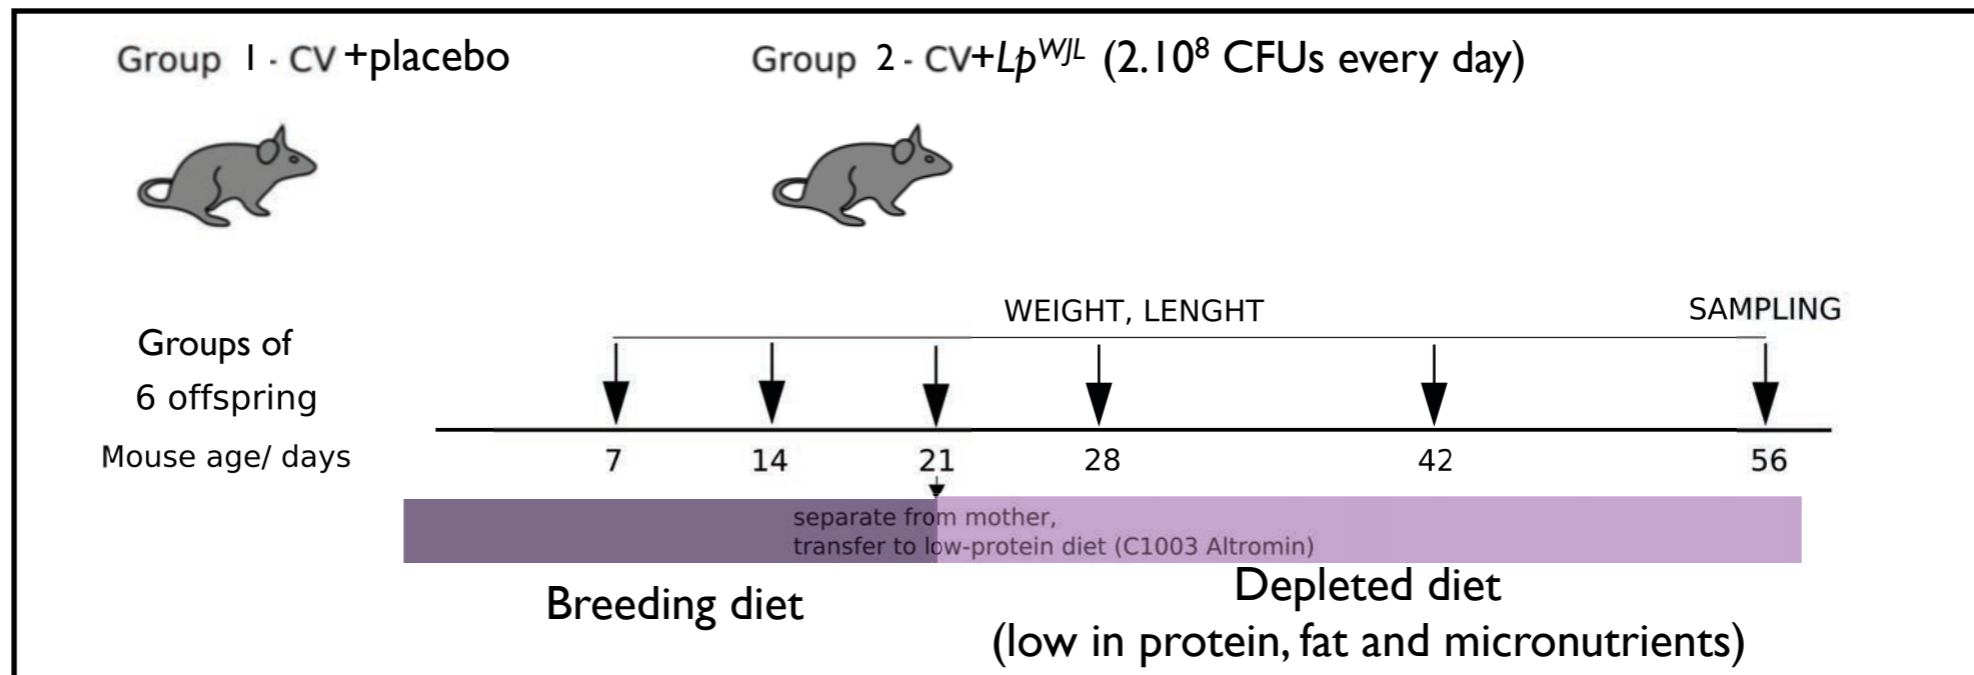 Group 1 - CV +placebo
Group 2 - CV+Lp^WJL (2.10⁸ CFUs every day)
WEIGHT, LENGHT
SAMPLING
Groups of
6 offspring
Mouse age/ days
7 14 21 28 42 56
separate from mother,
transfer to low-protein diet (C1003 Altromin)
Breeding diet
Depleted diet
(low in protein, fat and micronutrients)